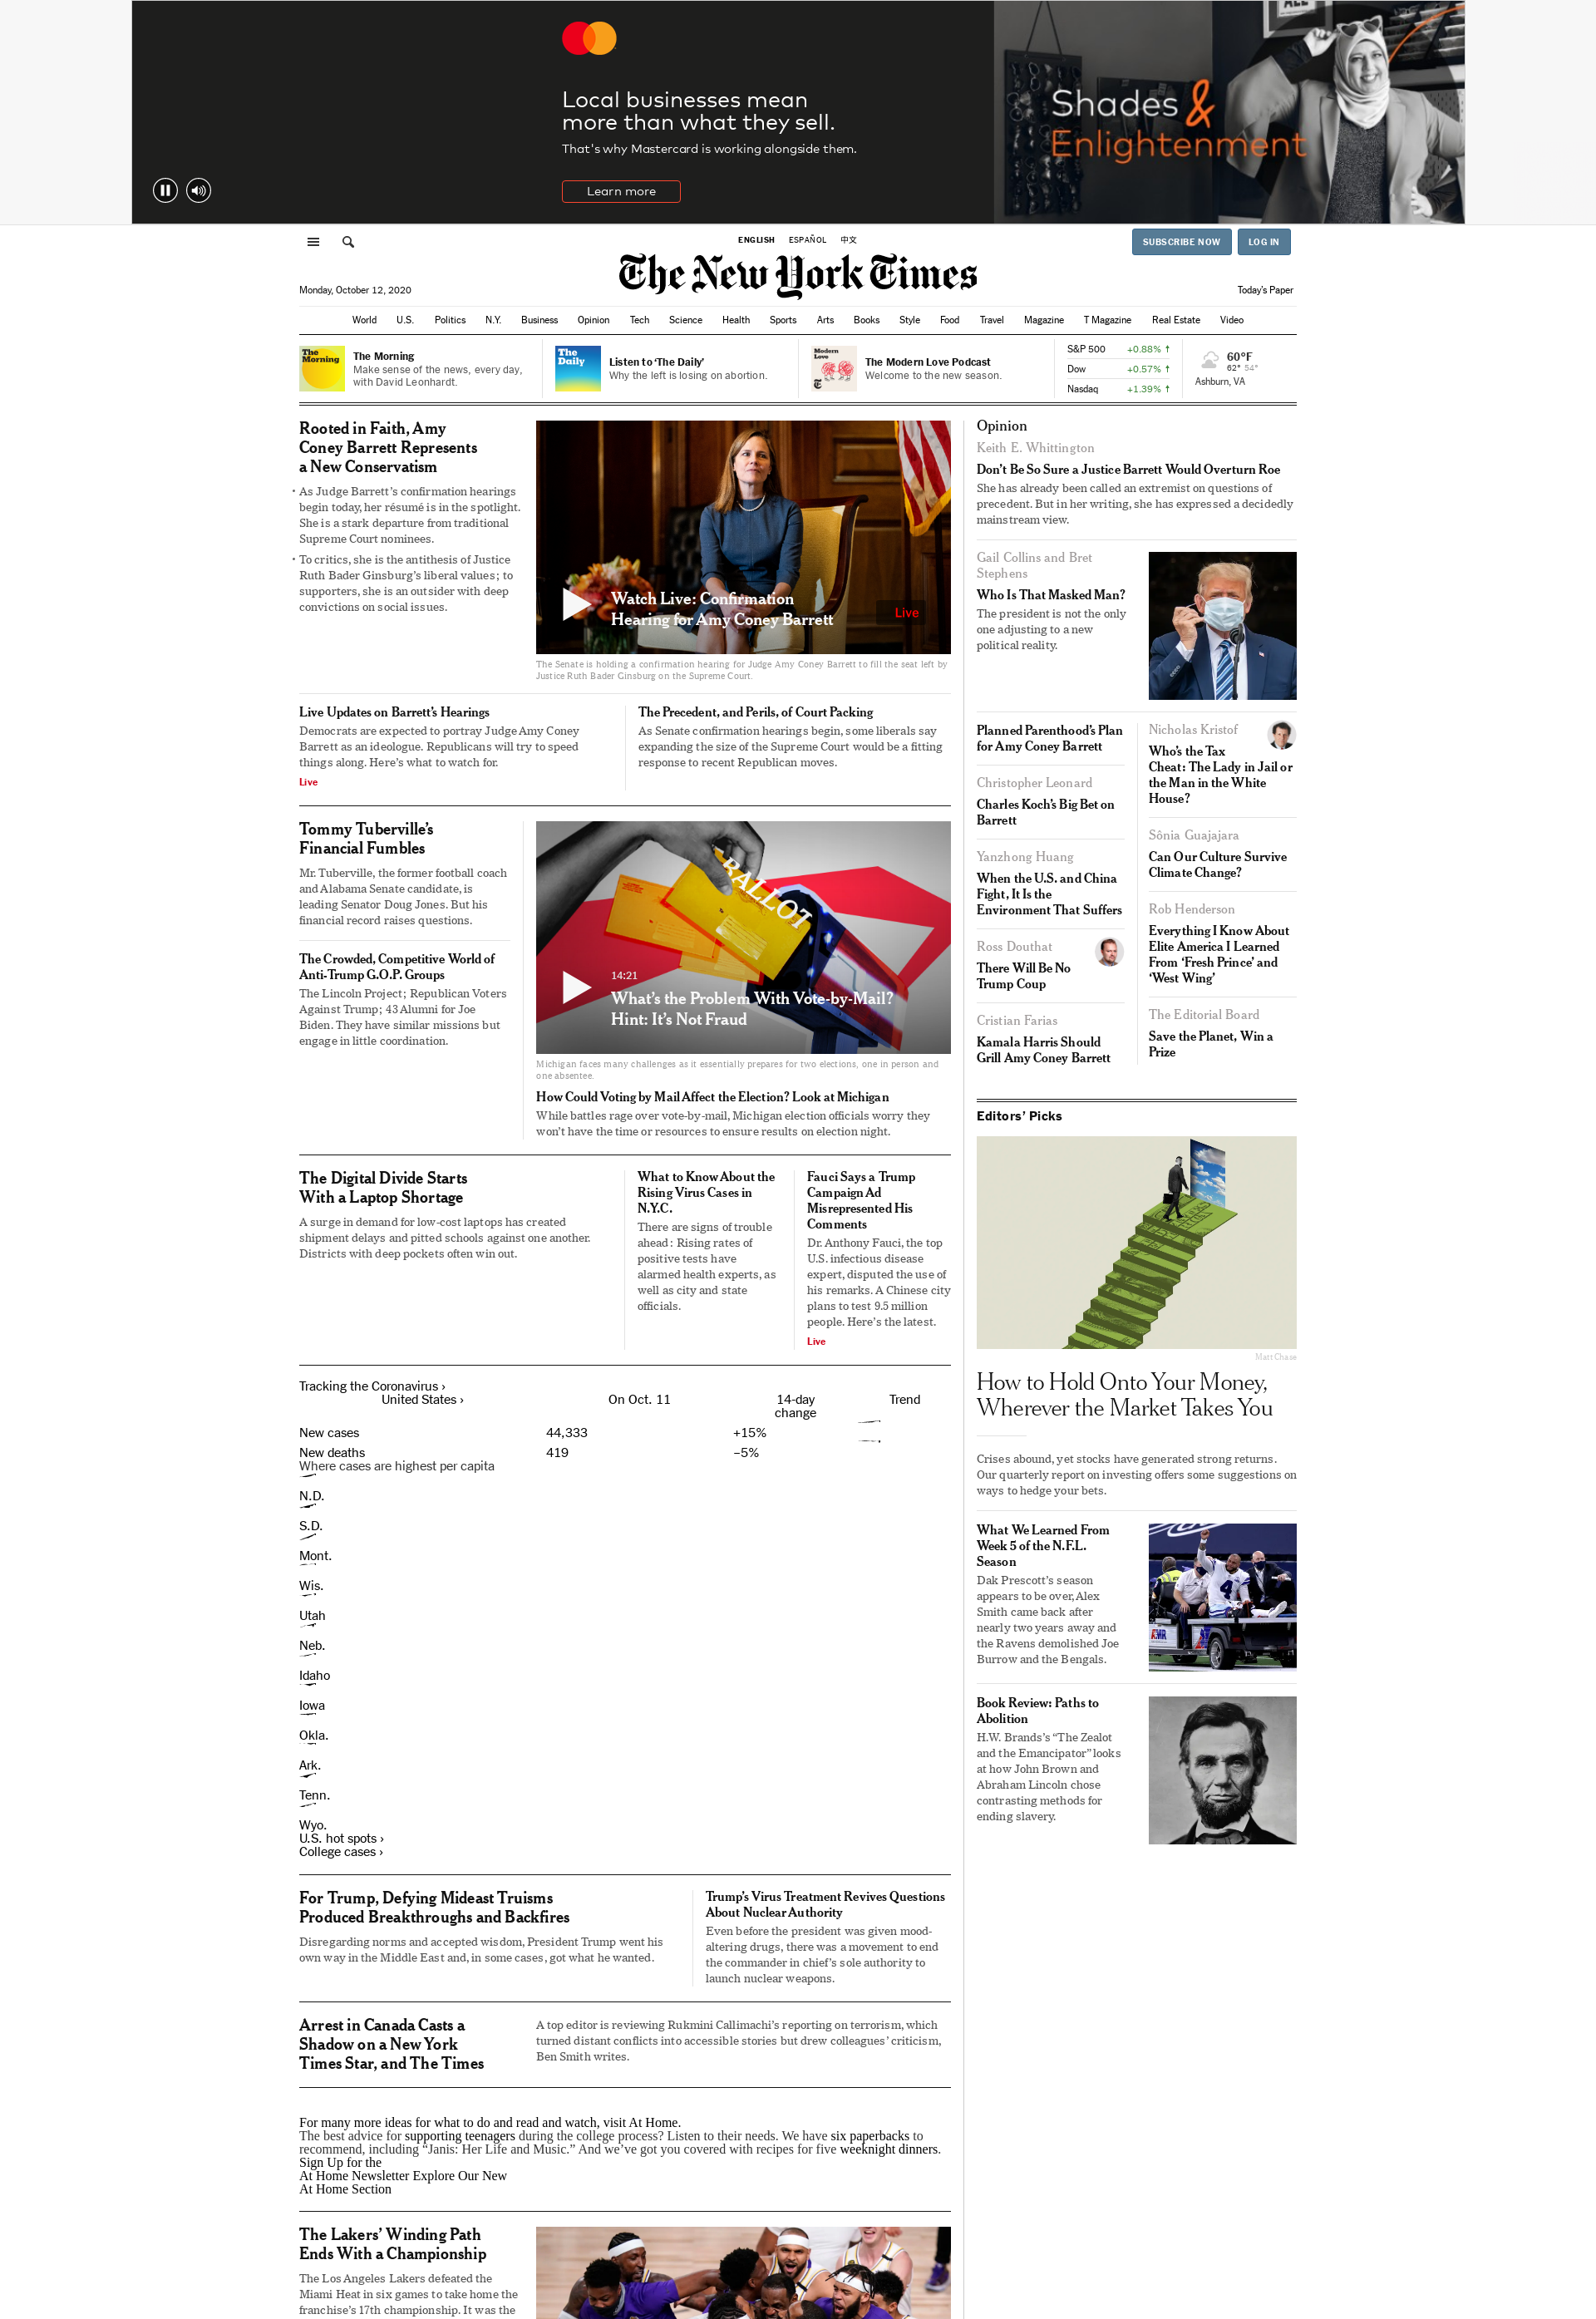 Local businesses mean
more than what they sell.
That's why Mastercard is working alongside them.
Learn more
Shades &
Enlightenment
ENGLISH ESPAÑOL 中文
SUBSCRIBE NOW LOG IN
The New York Times
Monday, October 12, 2020
Today's Paper
World U.S. Politics N.Y. Business Opinion Tech Science Health Sports Arts Books Style Food Travel Magazine T Magazine Real Estate Video
The Morning
The Morning
Make sense of the news, every day,
with David Leonhardt.
The Daily
Listen to ‘The Daily’
Why the left is losing on abortion.
Modern Love
The Modern Love Podcast
Welcome to the new season.
S&P 500 +0.88% ↑
Dow +0.57% ↑
Nasdaq +1.39% ↑
60°F
62° 54°
Ashburn, VA
Rooted in Faith, Amy
Coney Barrett Represents
a New Conservatism
• As Judge Barrett’s confirmation hearings
begin today, her résumé is in the spotlight.
She is a stark departure from traditional
Supreme Court nominees.
• To critics, she is the antithesis of Justice
Ruth Bader Ginsburg’s liberal values; to
supporters, she is an outsider with deep
convictions on social issues.
Watch Live: Confirmation
Hearing for Amy Coney Barrett
Live
The Senate is holding a confirmation hearing for Judge Amy Coney Barrett to fill the seat left by
Justice Ruth Bader Ginsburg on the Supreme Court.
Live Updates on Barrett’s Hearings
Democrats are expected to portray Judge Amy Coney
Barrett as an ideologue. Republicans will try to speed
things along. Here’s what to watch for.
Live
The Precedent, and Perils, of Court Packing
As Senate confirmation hearings begin, some liberals say
expanding the size of the Supreme Court would be a fitting
response to recent Republican moves.
Tommy Tuberville’s
Financial Fumbles
Mr. Tuberville, the former football coach
and Alabama Senate candidate, is
leading Senator Doug Jones. But his
financial record raises questions.
The Crowded, Competitive World of
Anti-Trump G.O.P. Groups
The Lincoln Project; Republican Voters
Against Trump; 43 Alumni for Joe
Biden. They have similar missions but
engage in little coordination.
BALLOT
14:21
What’s the Problem With Vote-by-Mail?
Hint: It’s Not Fraud
Michigan faces many challenges as it essentially prepares for two elections, one in person and
one absentee.
How Could Voting by Mail Affect the Election? Look at Michigan
While battles rage over vote-by-mail, Michigan election officials worry they
won’t have the time or resources to ensure results on election night.
The Digital Divide Starts
With a Laptop Shortage
A surge in demand for low-cost laptops has created
shipment delays and pitted schools against one another.
Districts with deep pockets often win out.
What to Know About the
Rising Virus Cases in
N.Y.C.
There are signs of trouble
ahead: Rising rates of
positive tests have
alarmed health experts, as
well as city and state
officials.
Fauci Says a Trump
Campaign Ad
Misrepresented His
Comments
Dr. Anthony Fauci, the top
U.S. infectious disease
expert, disputed the use of
his remarks. A Chinese city
plans to test 9.5 million
people. Here’s the latest.
Live
Tracking the Coronavirus ›
United States › On Oct. 11 14-day
change Trend
New cases 44,333 +15%
New deaths 419 –5%
Where cases are highest per capita
N.D.
S.D.
Mont.
Wis.
Utah
Neb.
Idaho
Iowa
Okla.
Ark.
Tenn.
Wyo.
U.S. hot spots ›
College cases ›
For Trump, Defying Mideast Truisms
Produced Breakthroughs and Backfires
Disregarding norms and accepted wisdom, President Trump went his
own way in the Middle East and, in some cases, got what he wanted.
Trump’s Virus Treatment Revives Questions
About Nuclear Authority
Even before the president was given mood-
altering drugs, there was a movement to end
the commander in chief’s sole authority to
launch nuclear weapons.
Arrest in Canada Casts a
Shadow on a New York
Times Star, and The Times
A top editor is reviewing Rukmini Callimachi’s reporting on terrorism, which
turned distant conflicts into accessible stories but drew colleagues’ criticism,
Ben Smith writes.
For many more ideas for what to do and read and watch, visit At Home.
The best advice for supporting teenagers during the college process? Listen to their needs. We have six paperbacks to
recommend, including “Janis: Her Life and Music.” And we’ve got you covered with recipes for five weeknight dinners.
Sign Up for the
At Home Newsletter Explore Our New
At Home Section
The Lakers’ Winding Path
Ends With a Championship
The Los Angeles Lakers defeated the
Miami Heat in six games to take home the
franchise’s 17th championship. It was the
Opinion
Keith E. Whittington
Don’t Be So Sure a Justice Barrett Would Overturn Roe
She has already been called an extremist on questions of
precedent. But in her writing, she has expressed a decidedly
mainstream view.
Gail Collins and Bret
Stephens
Who Is That Masked Man?
The president is not the only
one adjusting to a new
political reality.
Planned Parenthood’s Plan
for Amy Coney Barrett
Christopher Leonard
Charles Koch’s Big Bet on
Barrett
Yanzhong Huang
When the U.S. and China
Fight, It Is the
Environment That Suffers
Ross Douthat
There Will Be No
Trump Coup
Cristian Farias
Kamala Harris Should
Grill Amy Coney Barrett
Nicholas Kristof
Who’s the Tax
Cheat: The Lady in Jail or
the Man in the White
House?
Sônia Guajajara
Can Our Culture Survive
Climate Change?
Rob Henderson
Everything I Know About
Elite America I Learned
From ‘Fresh Prince’ and
‘West Wing’
The Editorial Board
Save the Planet, Win a
Prize
Editors’ Picks
Matt Chase
How to Hold Onto Your Money,
Wherever the Market Takes You
Crises abound, yet stocks have generated strong returns.
Our quarterly report on investing offers some suggestions on
ways to hedge your bets.
What We Learned From
Week 5 of the N.F.L.
Season
Dak Prescott’s season
appears to be over, Alex
Smith came back after
nearly two years away and
the Ravens demolished Joe
Burrow and the Bengals.
4
AMR
Book Review: Paths to
Abolition
H.W. Brands’s “The Zealot
and the Emancipator” looks
at how John Brown and
Abraham Lincoln chose
contrasting methods for
ending slavery.